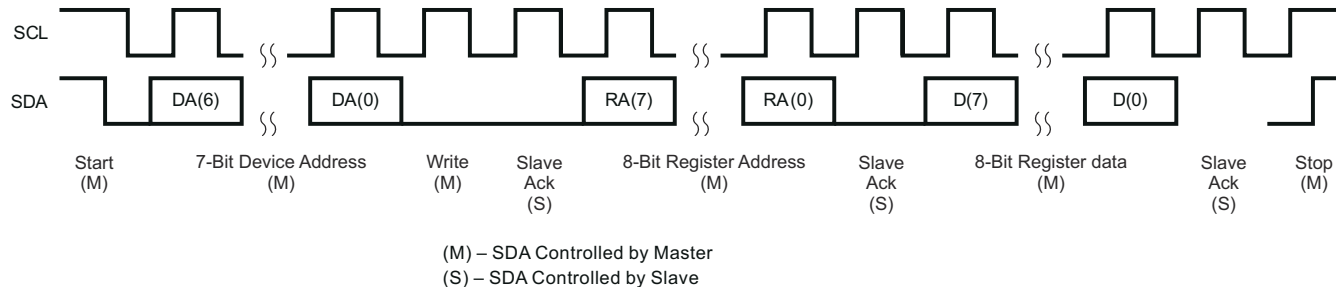 SCL
SDA
DA(6)
DA(0)
RA(7)
RA(0)
D(7)
D(0)
Start
(M)
7-Bit Device Address
(M)
Write
(M)
Slave
Ack
(S)
8-Bit Register Address
(M)
Slave
Ack
(S)
8-Bit Register data
(M)
Slave
Ack
(S)
Stop
(M)
(M) – SDA Controlled by Master
(S) – SDA Controlled by Slave